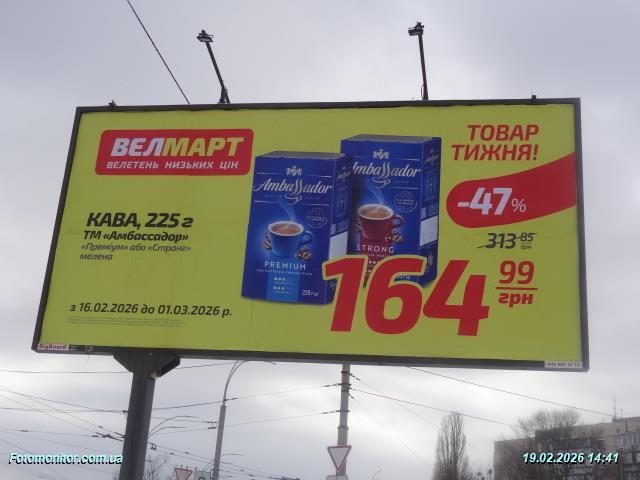 ВЕЛМАРТ
ВЕЛЕТЕНЬ НИЗЬКИХ ЦІН
ТОВАР
ТИЖНЯ!
-47%
313 85
грн
КАВА, 225 г
ТМ «Амбассадор»
«Преміум» або «Стронг»
мелена
Ambassador
PREMIUM
225 г
Ambassador
STRONG
164 99
грн
з 16.02.2026 до 01.03.2026 р.
BigBoard
Fotomonitor.com.ua
19.02.2026 14:41